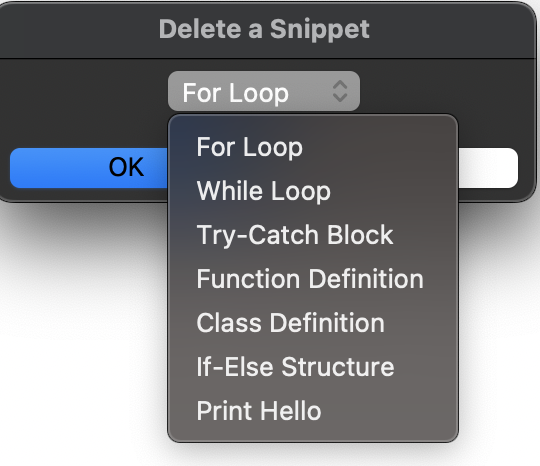 Delete a Snippet
For Loop
OK
For Loop
While Loop
Try-Catch Block
Function Definition
Class Definition
If-Else Structure
Print Hello